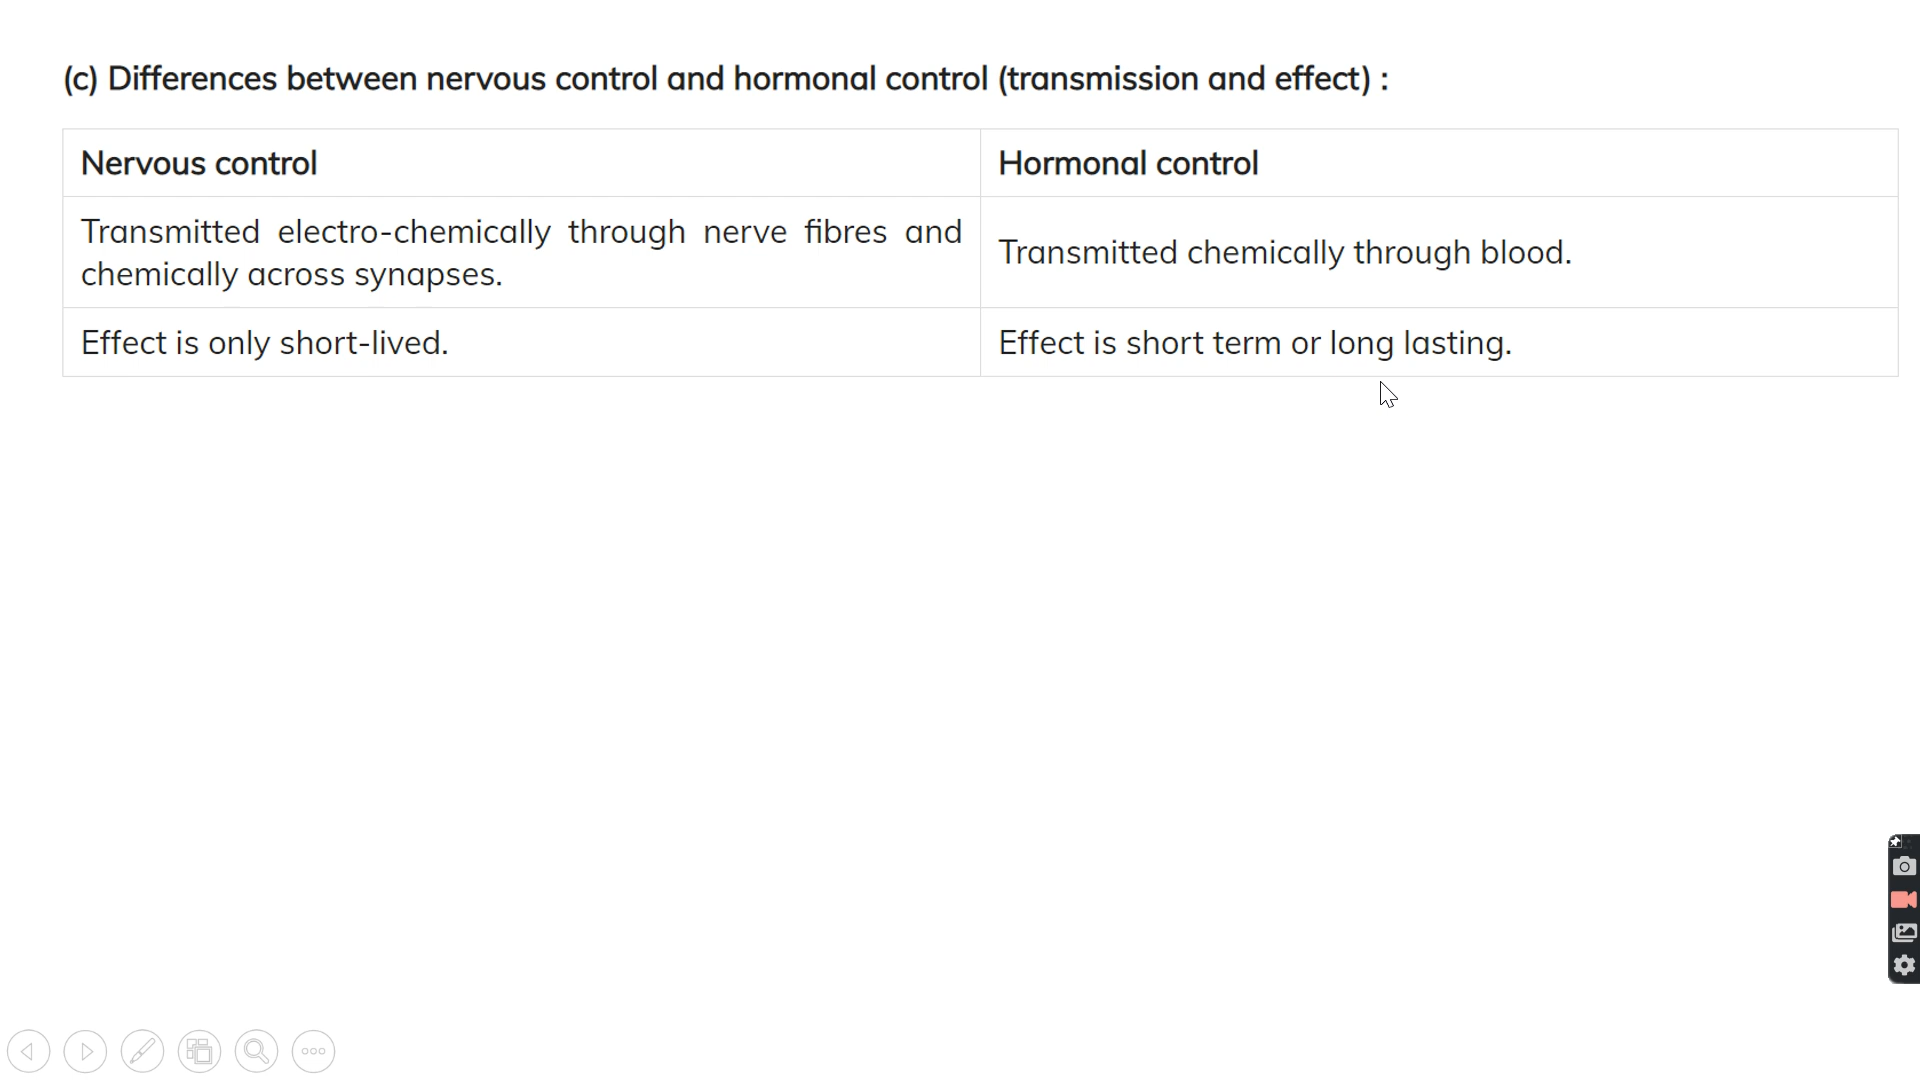 (c) Differences between nervous control and hormonal control (transmission and effect) :
Nervous control
Hormonal control
Transmitted electro-chemically through nerve fibres and
chemically across synapses.
Transmitted chemically through blood.
Effect is only short-lived.
Effect is short term or long lasting.